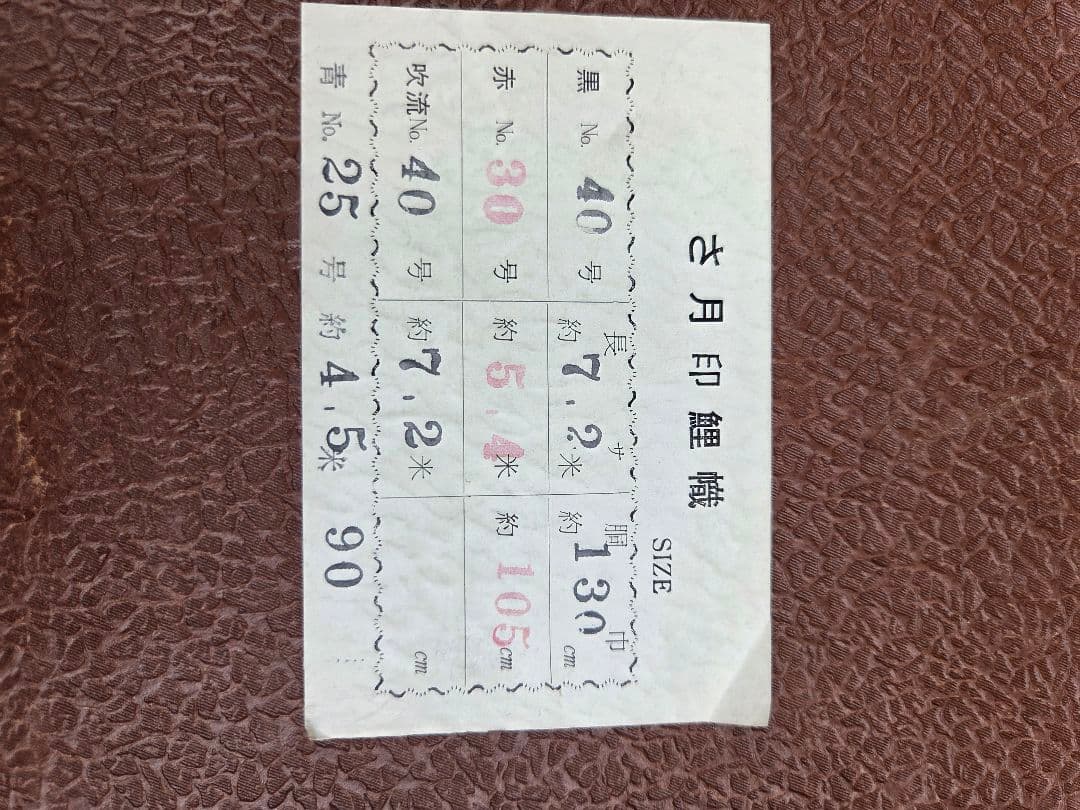 さ月印鯉幟
SIZE
長サ 胴巾
黒 No. 40 号 約 7.2 米 約 130 cm
赤 No. 30 号 約 5.4 米 約 105 cm
吹流 No. 40 号 約 7.2 米 cm
青 No. 25 号 約 4.5 米 90